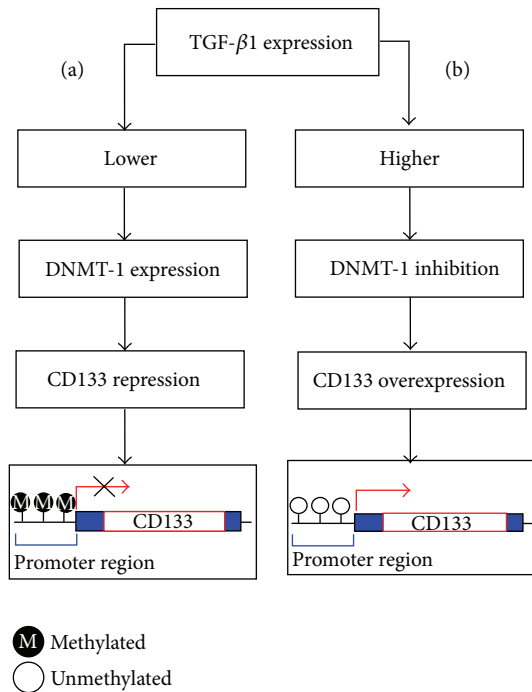 TGF-β1 expression
(a)
(b)
Lower
Higher
DNMT-1 expression
DNMT-1 inhibition
CD133 repression
CD133 overexpression
M M M
CD133
Promoter region
CD133
Promoter region
M Methylated
Unmethylated